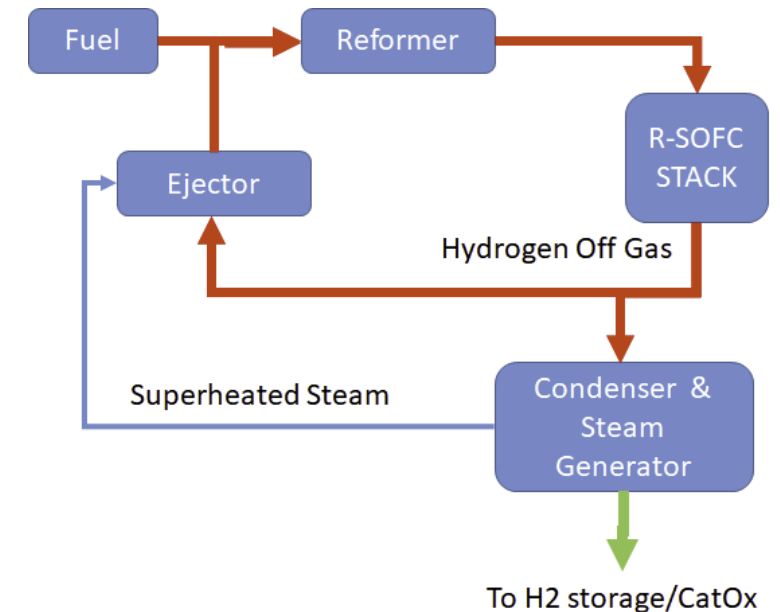 Fuel
Reformer
R-SOFC
STACK
Ejector
Hydrogen Off Gas
Superheated Steam
Condenser &
Steam
Generator
To H2 storage/CatOx